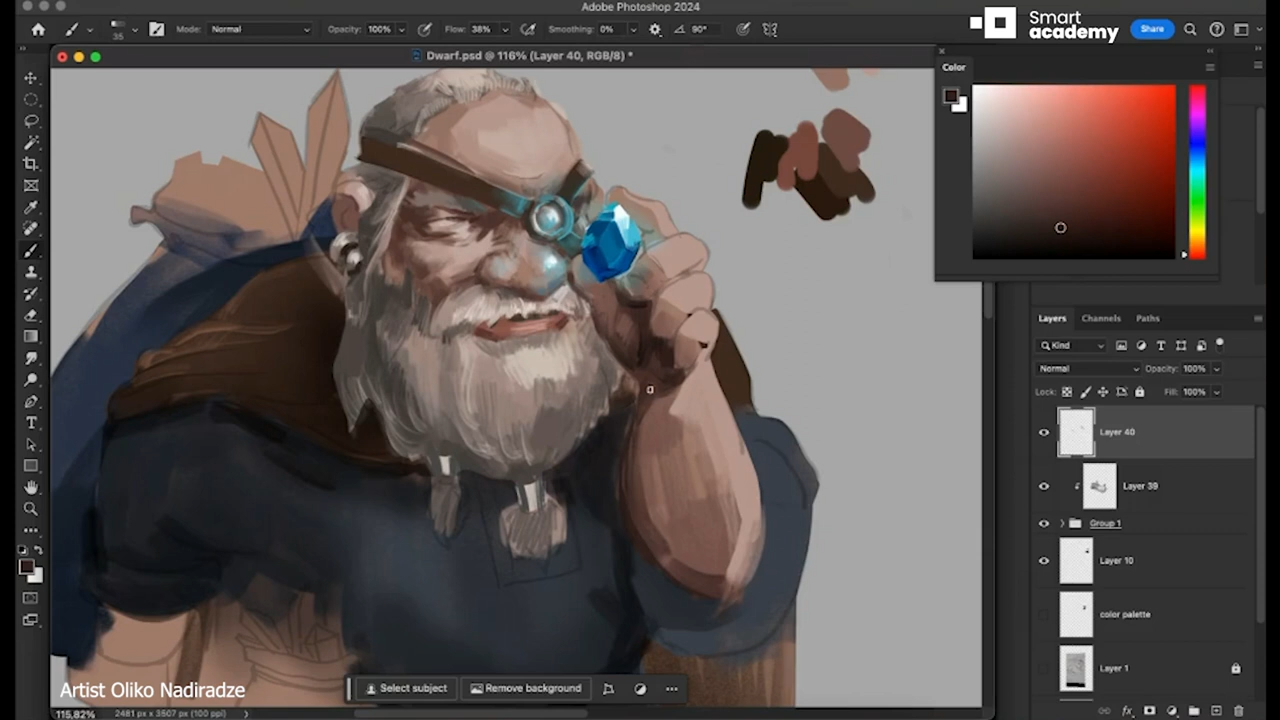 Adobe Photoshop 2024
35
Mode: Normal
Opacity: 100%
Flow: 38%
Smoothing: 0%
90°
Share
Smart
academy
Dwarf.psd @ 116% (Layer 40, RGB/8) *
Color
Layers Channels Paths
Kind
Normal
Opacity: 100%
Lock:
Fill: 100%
Layer 40
Layer 39
Group 1
Layer 10
color palette
Layer 1
Select subject
Remove background
Artist Oliko Nadiradze
115,82%
2481 px x 3507 px (100 ppi)